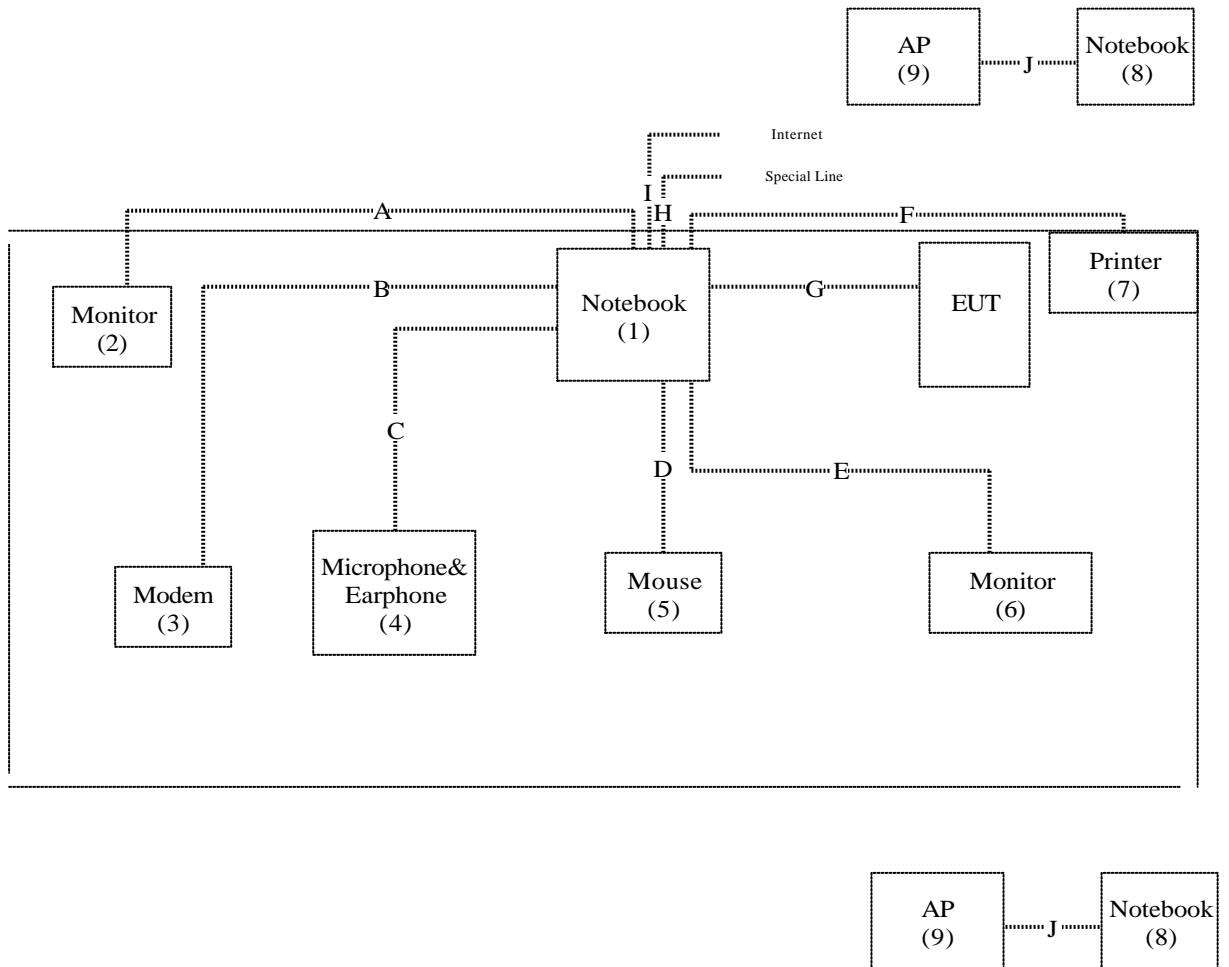 AP
(9)
J
Notebook
(8)
Internet
Special Line
I
H
A
F
Printer
(7)
B
G
EUT
Notebook
(1)
Monitor
(2)
C
D
E
Microphone&
Earphone
(4)
Modem
(3)
Mouse
(5)
Monitor
(6)
AP
(9)
J
Notebook
(8)